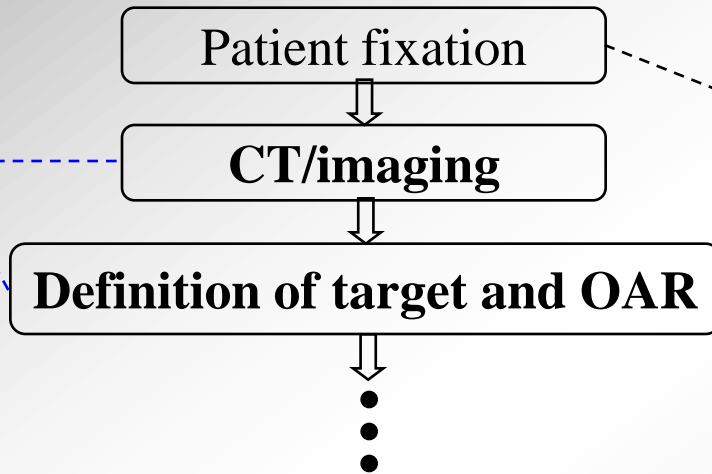 Patient fixation
CT/imaging
Definition of target and OAR